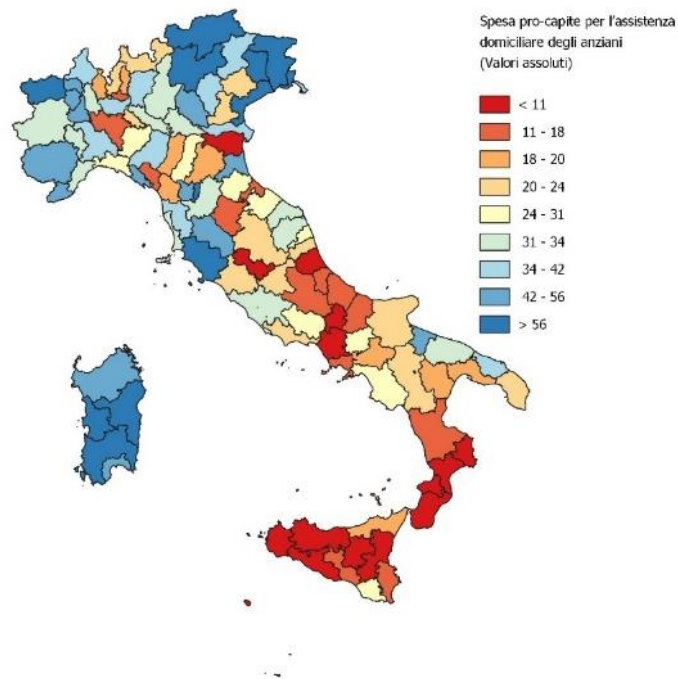 Spesa pro-capite per l'assistenza
domiciliare degli anziani
(Valori assoluti)
< 11
11 - 18
18 - 20
20 - 24
24 - 31
31 - 34
34 - 42
42 - 56
> 56